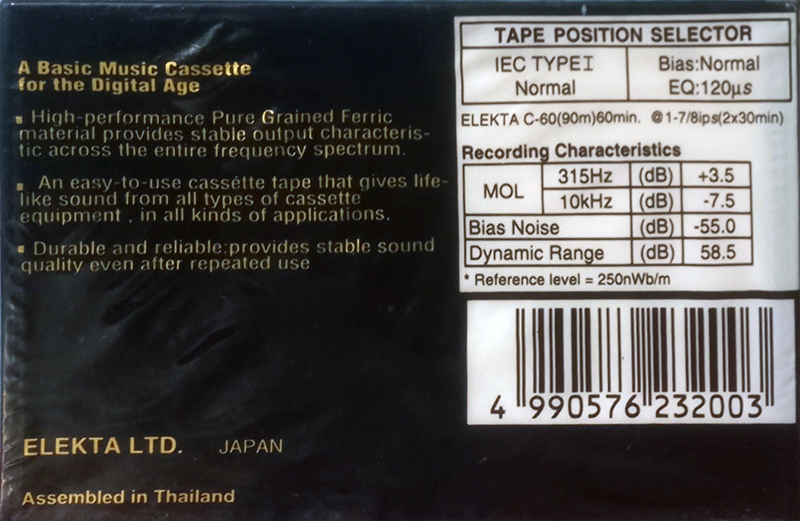 A Basic Music Cassette
for the Digital Age
▪ High-performance Pure Grained Ferric
material provides stable output characteris-
tic across the entire frequency spectrum.
▪ An easy-to-use cassette tape that gives life-
like sound from all types of cassette
equipment , in all kinds of applications.
▪ Durable and reliable:provides stable sound
quality even after repeated use
ELEKTA LTD. JAPAN
Assembled in Thailand
TAPE POSITION SELECTOR
IEC TYPE I Bias:Normal
Normal EQ:120µs
ELEKTA C-60(90m)60min. @1-7/8ips(2x30min)
Recording Characteristics
MOL 315Hz (dB) +3.5
10kHz (dB) -7.5
Bias Noise (dB) -55.0
Dynamic Range (dB) 58.5
* Reference level = 250nWb/m
4 990576 232003